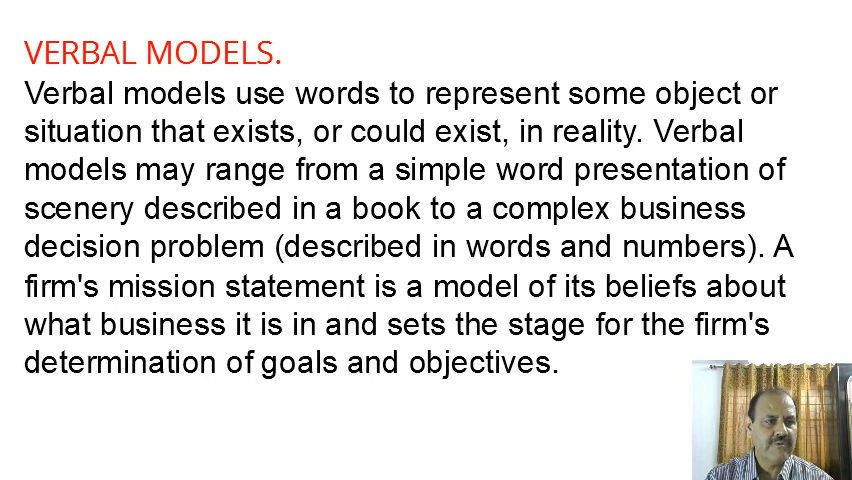 VERBAL MODELS.
Verbal models use words to represent some object or
situation that exists, or could exist, in reality. Verbal
models may range from a simple word presentation of
scenery described in a book to a complex business
decision problem (described in words and numbers). A
firm's mission statement is a model of its beliefs about
what business it is in and sets the stage for the firm's
determination of goals and objectives.